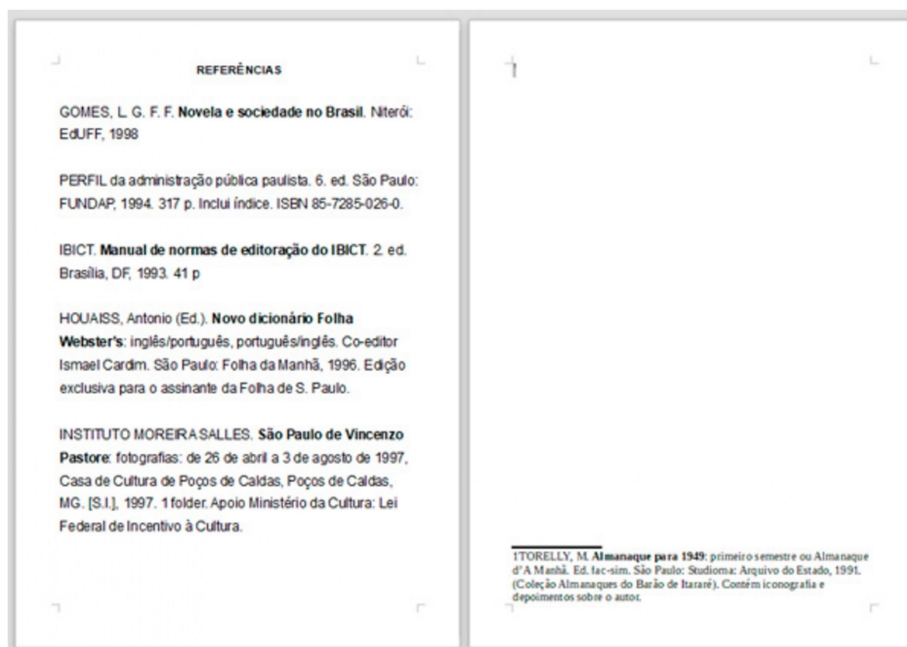 REFERÊNCIAS
GOMES, L. G. F. F. Novela e sociedade no Brasil. Niterói:
EdUFF, 1998
PERFIL da administração pública paulista. 6. ed. São Paulo:
FUNDAP, 1994. 317 p. Inclui índice. ISBN 85-7285-026-0.
IBICT. Manual de normas de editoração do IBICT. 2. ed.
Brasília, DF, 1993. 41 p
HOUAISS, Antonio (Ed.). Novo dicionário Folha
Webster's: inglês/português, português/inglês. Co-editor
Ismael Cardim. São Paulo: Folha da Manhã, 1996. Edição
exclusiva para o assinante da Folha de S. Paulo.
INSTITUTO MOREIRA SALLES. São Paulo de Vincenzo
Pastore: fotografias: de 26 de abril a 3 de agosto de 1997,
Casa de Cultura de Poços de Caldas, Poços de Caldas,
MG. [S.l.], 1997. 1 folder. Apoio Ministério da Cultura: Lei
Federal de Incentivo à Cultura.
1TORELLY, M. Almanaque para 1949: primeiro semestre ou Almanaque
d'A Manhã. Ed. fac-sim. São Paulo: Studioma: Arquivo do Estado, 1991.
(Coleção Almanaques do Barão de Itararé). Contém iconografia e
depoimentos sobre o autor.